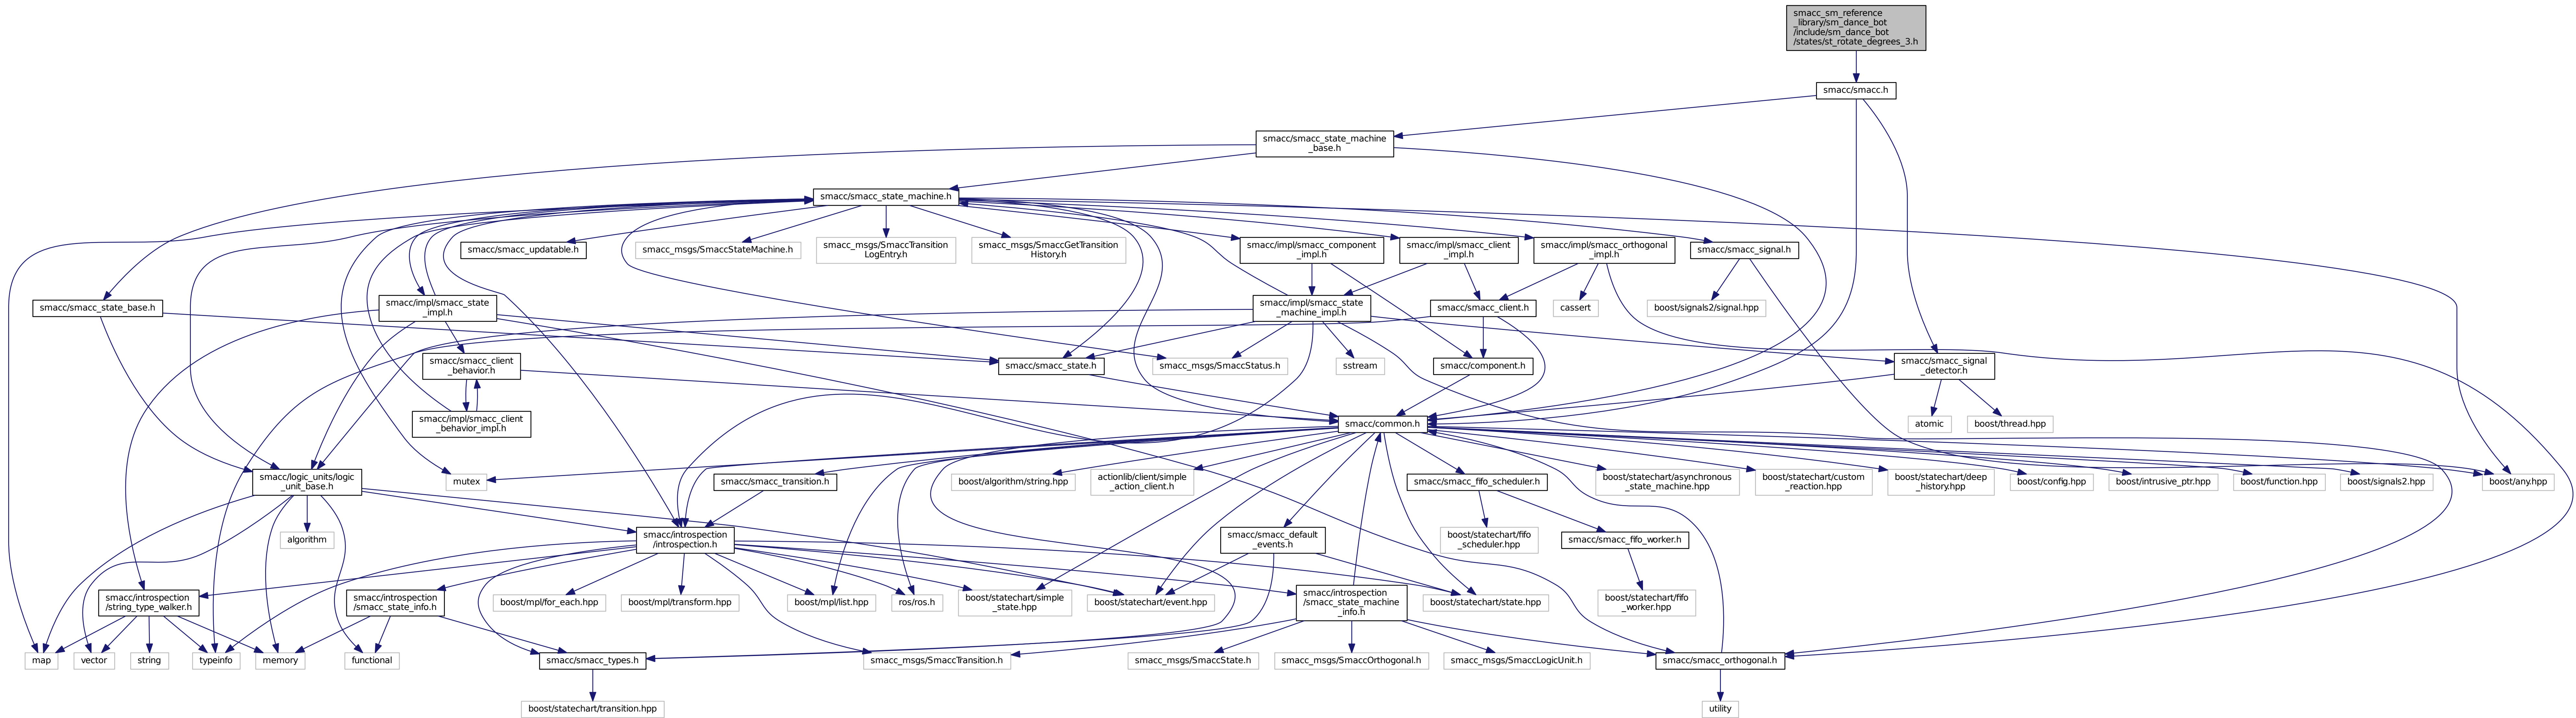 smacc_sm_reference
_library/sm_dance_bot
/include/sm_dance_bot
/states/st_rotate_degrees_3.h
smacc/smacc.h
smacc/smacc_state_machine
_base.h
smacc/smacc_state_machine.h
smacc/smacc_updatable.h
smacc_msgs/SmaccStateMachine.h
smacc_msgs/SmaccTransition
LogEntry.h
smacc_msgs/SmaccGetTransition
History.h
smacc/impl/smacc_component
_impl.h
smacc/impl/smacc_client
_impl.h
smacc/impl/smacc_orthogonal
_impl.h
smacc/smacc_signal.h
smacc/smacc_state_base.h
smacc/impl/smacc_state
_impl.h
smacc/impl/smacc_state
_machine_impl.h
smacc/smacc_client.h
cassert
boost/signals2/signal.hpp
smacc/smacc_client
_behavior.h
smacc/smacc_state.h
smacc_msgs/SmaccStatus.h
sstream
smacc/component.h
smacc/smacc_signal
_detector.h
smacc/impl/smacc_client
_behavior_impl.h
smacc/common.h
atomic
boost/thread.hpp
smacc/logic_units/logic
_unit_base.h
mutex
smacc/smacc_transition.h
boost/algorithm/string.hpp
actionlib/client/simple
_action_client.h
smacc/smacc_fifo_scheduler.h
boost/statechart/asynchronous
_state_machine.hpp
boost/statechart/custom
_reaction.hpp
boost/statechart/deep
_history.hpp
boost/config.hpp
boost/intrusive_ptr.hpp
boost/function.hpp
boost/signals2.hpp
boost/any.hpp
algorithm
smacc/introspection
/introspection.h
smacc/smacc_default
_events.h
boost/statechart/fifo
_scheduler.hpp
smacc/smacc_fifo_worker.h
smacc/introspection
/string_type_walker.h
smacc/introspection
/smacc_state_info.h
boost/mpl/for_each.hpp
boost/mpl/transform.hpp
boost/mpl/list.hpp
ros/ros.h
boost/statechart/simple
_state.hpp
boost/statechart/event.hpp
smacc/introspection
/smacc_state_machine
_info.h
boost/statechart/state.hpp
boost/statechart/fifo
_worker.hpp
map
vector
string
typeinfo
memory
functional
smacc/smacc_types.h
smacc_msgs/SmaccTransition.h
smacc_msgs/SmaccState.h
smacc_msgs/SmaccOrthogonal.h
smacc_msgs/SmaccLogicUnit.h
smacc/smacc_orthogonal.h
boost/statechart/transition.hpp
utility